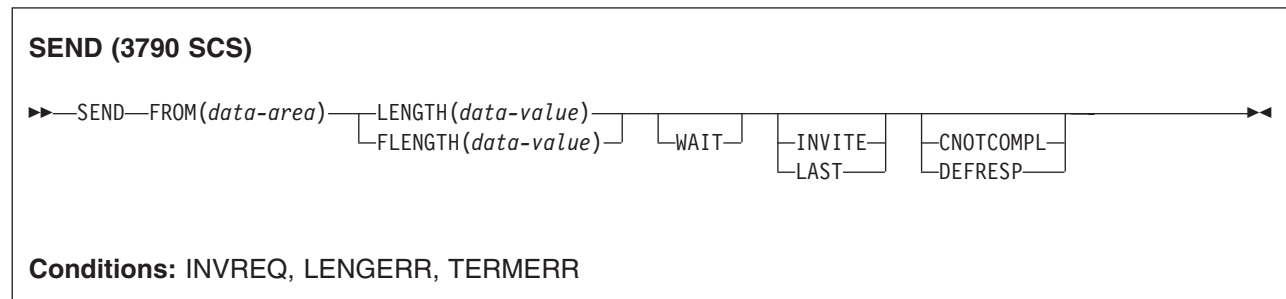 SEND (3790 SCS)
SEND FROM(data-area) LENGTH(data-value)
FLENGTH(data-value) WAIT INVITE CNOTCOMPL
LAST DEFRESP
Conditions: INVREQ, LENGERR, TERMERR